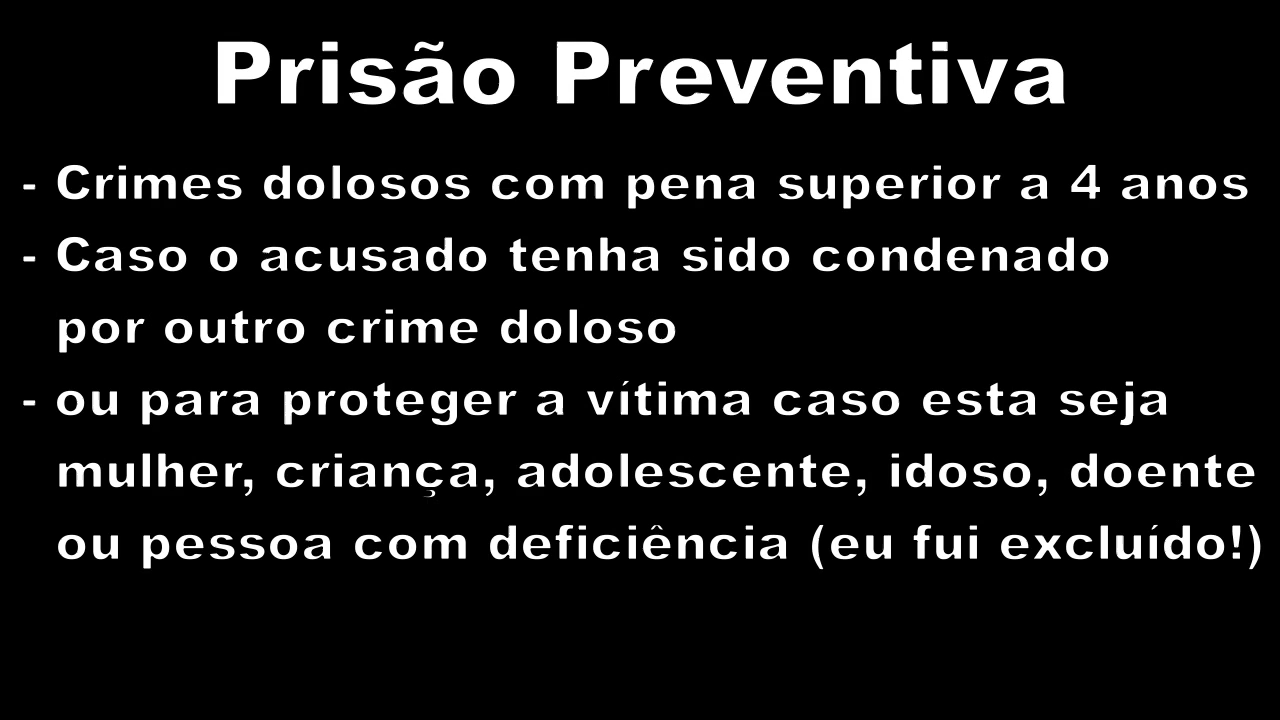 Prisão Preventiva
- Crimes dolosos com pena superior a 4 anos
- Caso o acusado tenha sido condenado
por outro crime doloso
- ou para proteger a vítima caso esta seja
mulher, criança, adolescente, idoso, doente
ou pessoa com deficiência (eu fui excluído!)